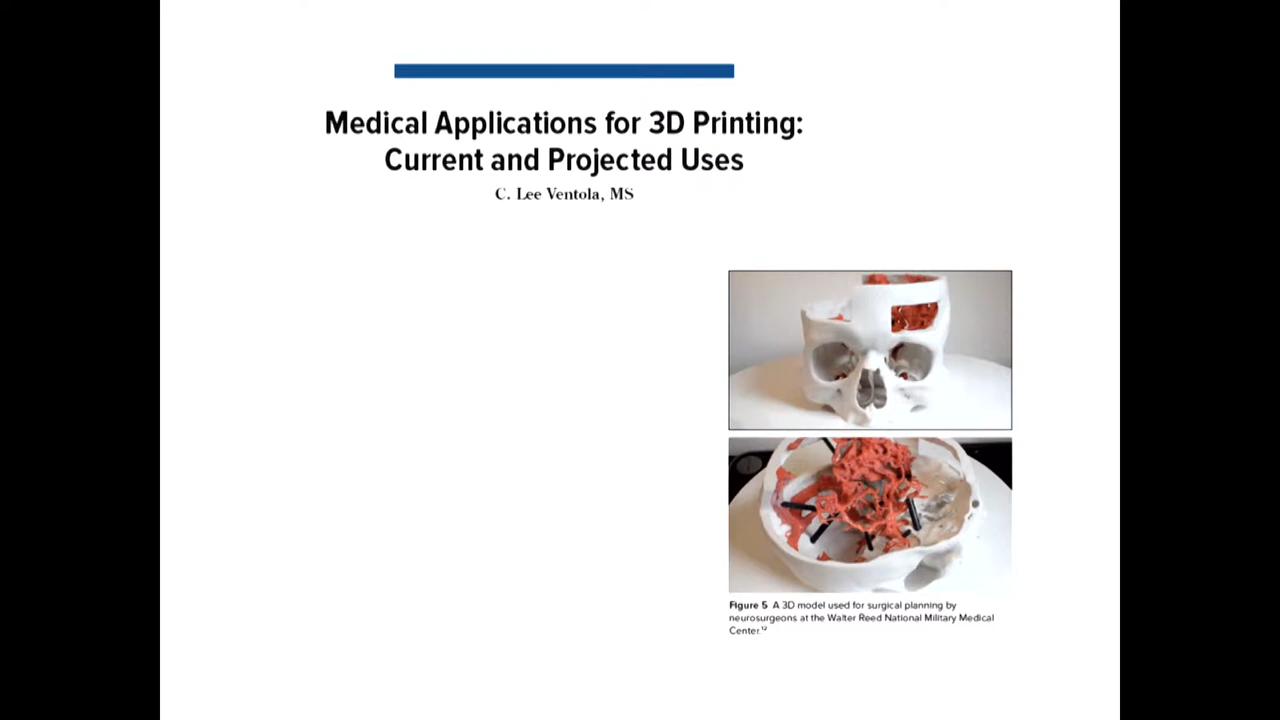 Medical Applications for 3D Printing:
Current and Projected Uses
C. Lee Ventola, MS
Figure 5 A 3D model used for surgical planning by
neurosurgeons at the Walter Reed National Military Medical
Center.¹²